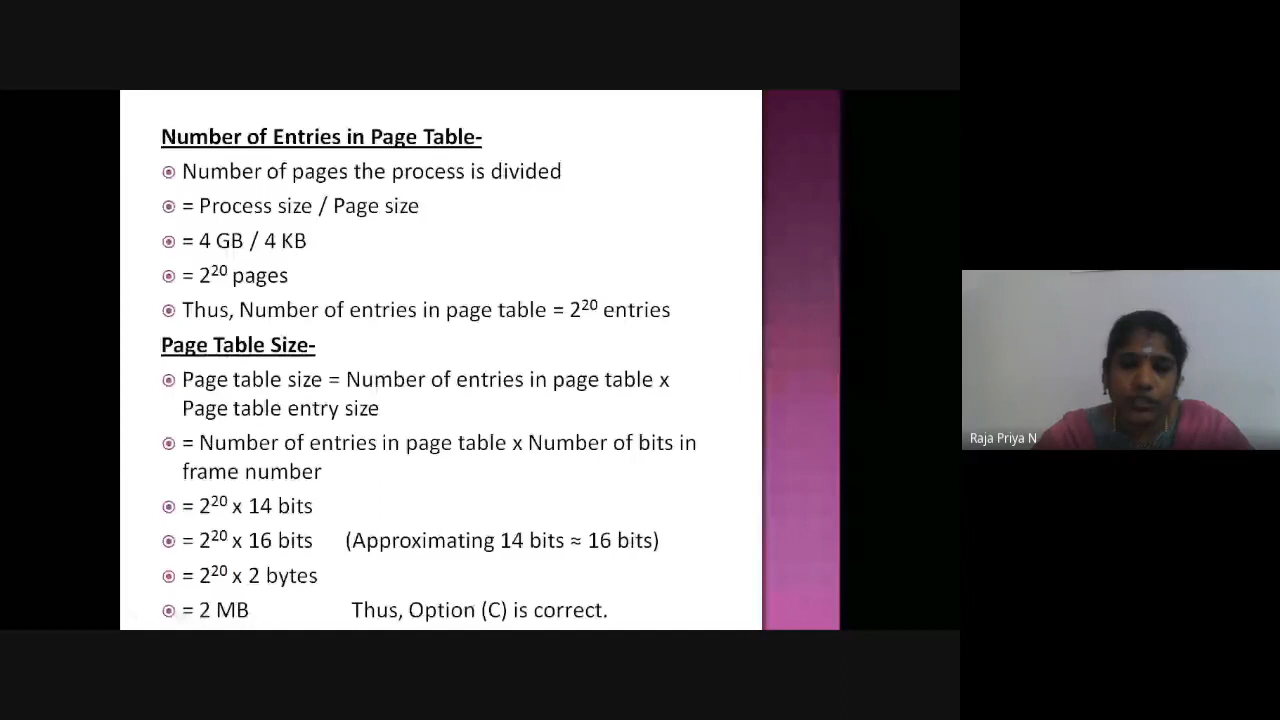 Number of Entries in Page Table-
Number of pages the process is divided
= Process size / Page size
= 4 GB / 4 KB
= 2²⁰ pages
Thus, Number of entries in page table = 2²⁰ entries
Page Table Size-
Page table size = Number of entries in page table x
Page table entry size
= Number of entries in page table x Number of bits in
frame number
= 2²⁰ x 14 bits
= 2²⁰ x 16 bits (Approximating 14 bits ≈ 16 bits)
= 2²⁰ x 2 bytes
= 2 MB Thus, Option (C) is correct.
Raja Priya N